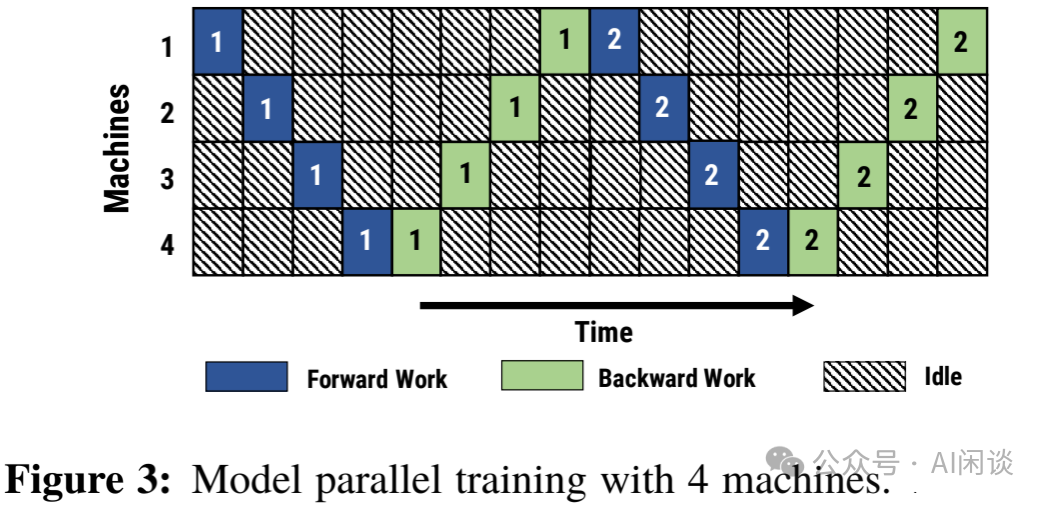 1 1 2 2
1
2 1 1 2 2
Machines
3 1 1 2 2
4 1 1 2 2
Time
Forward Work Backward Work Idle
Figure 3: Model parallel training with 4 machines.
公众号 · AI闲谈